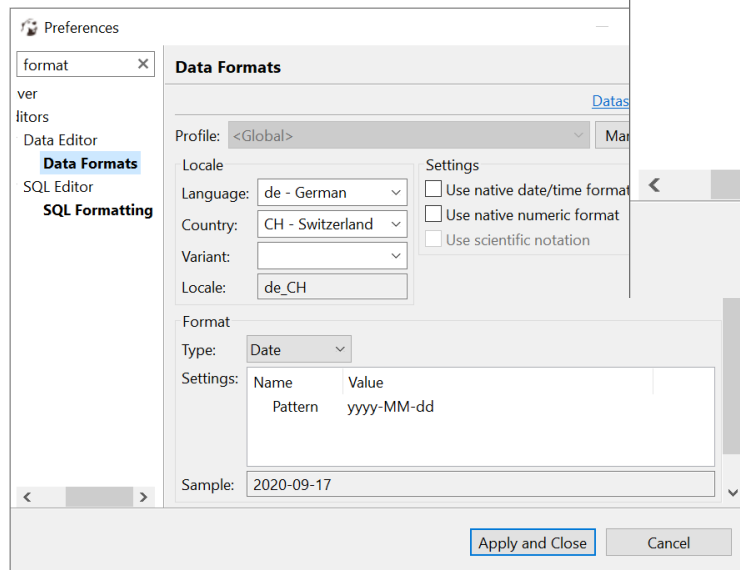 Preferences
format
ver
litors
Data Editor
Data Formats
SQL Editor
SQL Formatting
Data Formats
Datas
Profile: <Global> Mar
Locale
Language: de - German
Country: CH - Switzerland
Variant:
Locale: de_CH
Settings
Use native date/time format
Use native numeric format
Use scientific notation
Format
Type: Date
Settings: Name Value
Pattern yyyy-MM-dd
Sample: 2020-09-17
Apply and Close Cancel